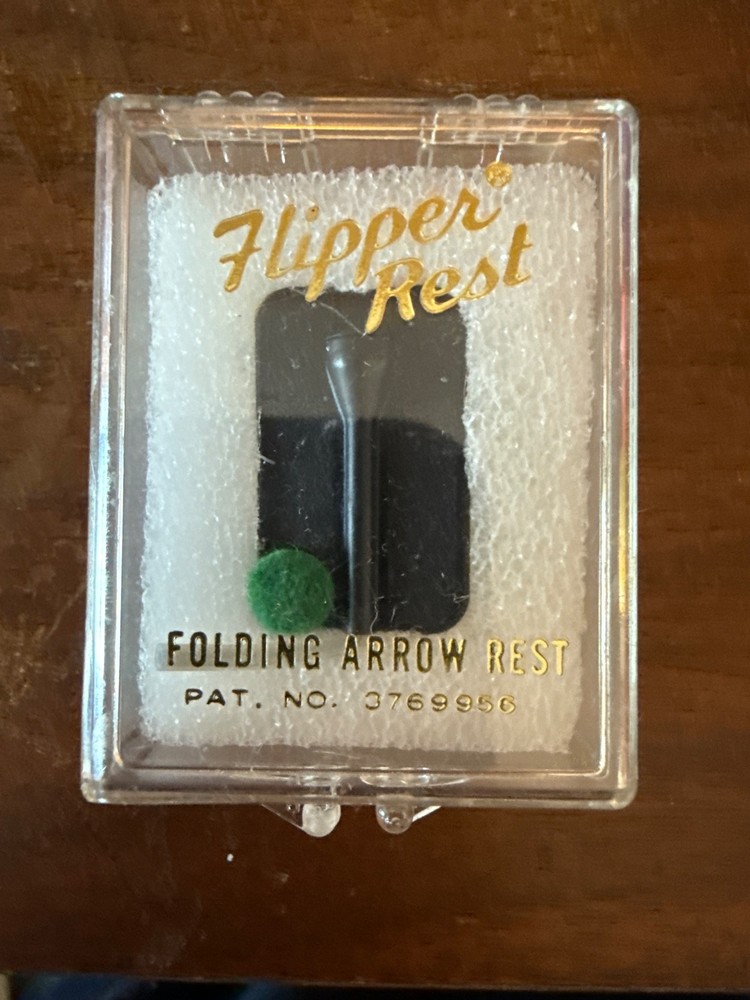 Flipper®
Rest
FOLDING ARROW REST
PAT. NO. 3769956